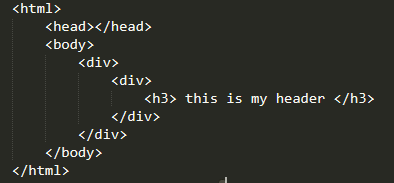 <html>
    <head></head>
    <body>
        <div>
            <div>
                <h3> this is my header </h3>
            </div>
        </div>
    </body>
</html>